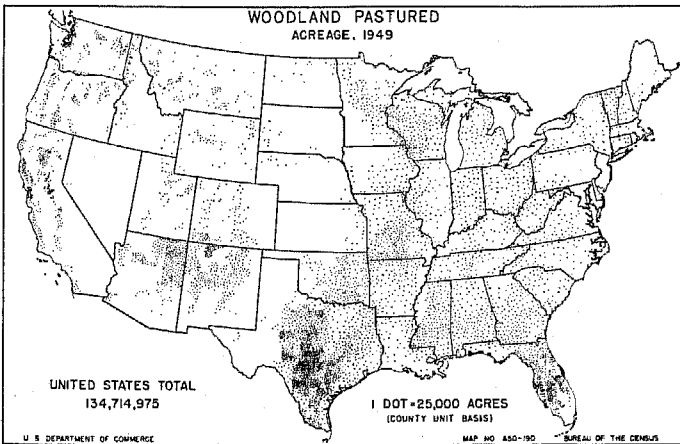 WOODLAND PASTURED
ACREAGE, 1949
UNITED STATES TOTAL
134,714,975
1 DOT=25,000 ACRES
(COUNTY UNIT BASIS)
U S DEPARTMENT OF COMMERCE
MAP NO A50-190
BUREAU OF THE CENSUS